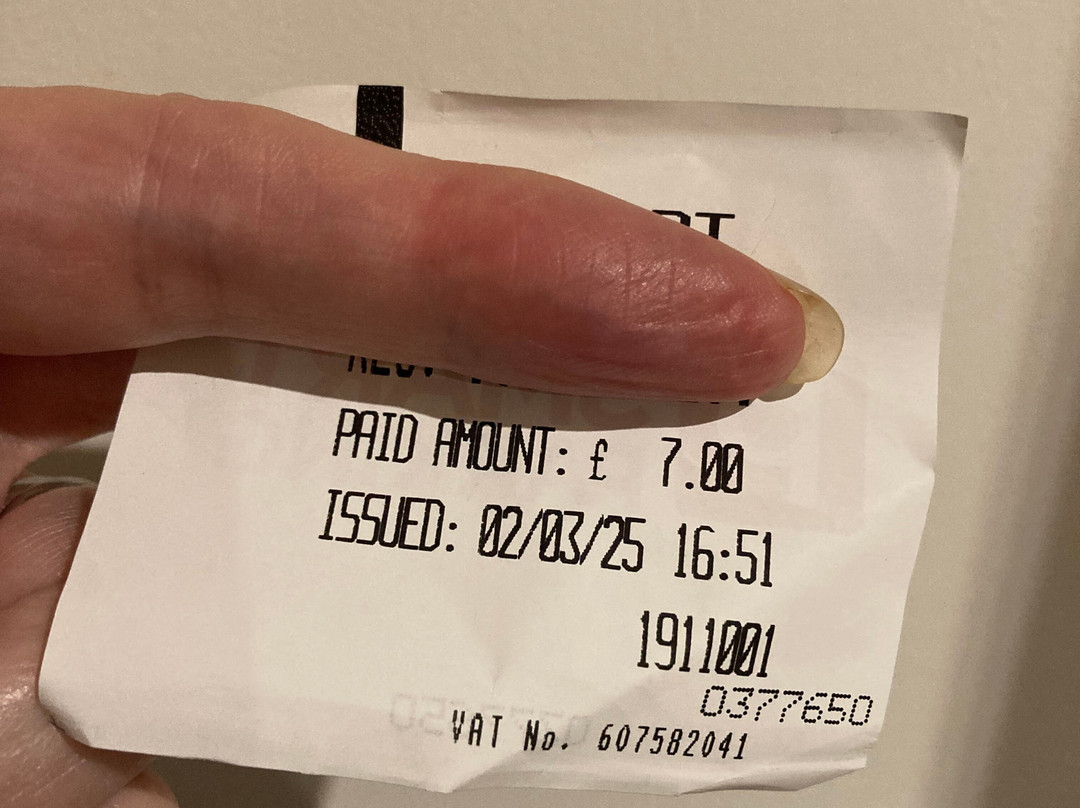 PAID AMOUNT: £ 7.00
ISSUED: 02/03/25 16:51
1911001
0377650
VAT No. 607582041